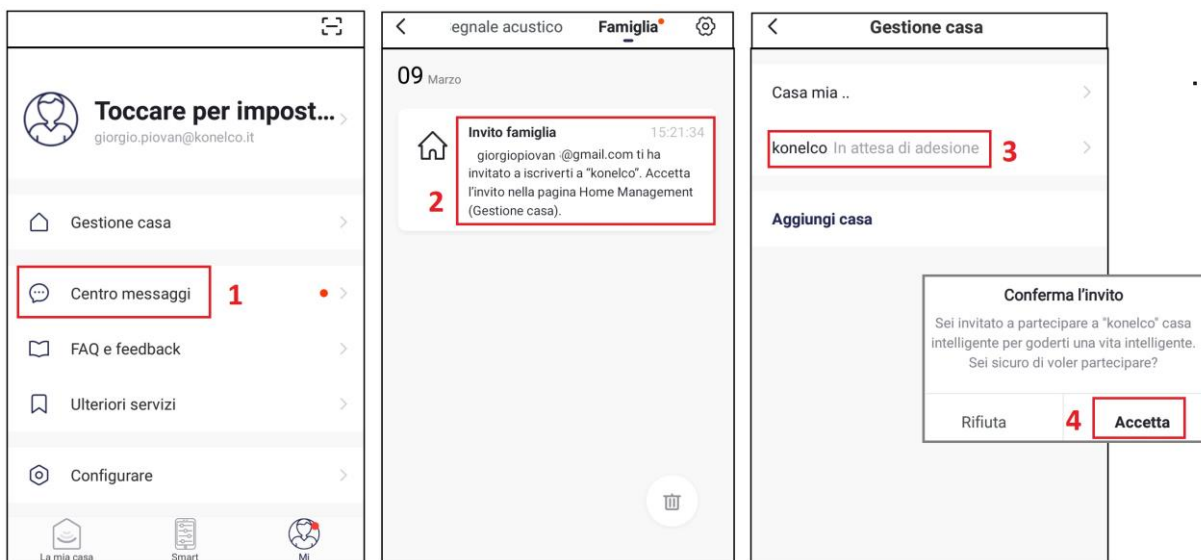 Toccare per impost...
giorgio.piovan@konelco.it
Gestione casa
Centro messaggi
1
FAQ e feedback
Ulteriori servizi
Configurare
La mia casa
Smart
Mi
egnale acustico
Famiglia
09 Marzo
Invito famiglia
15:21:34
giorgiopiovan @gmail.com ti ha
invitato a iscriverti a “konelco”. Accetta
l'invito nella pagina Home Management
(Gestione casa).
2
Gestione casa
Casa mia ..
konelco In attesa di adesione
3
Aggiungi casa
Conferma l'invito
Sei invitato a partecipare a "konelco" casa
intelligente per goderti una vita intelligente.
Sei sicuro di voler partecipare?
Rifiuta
4
Accetta